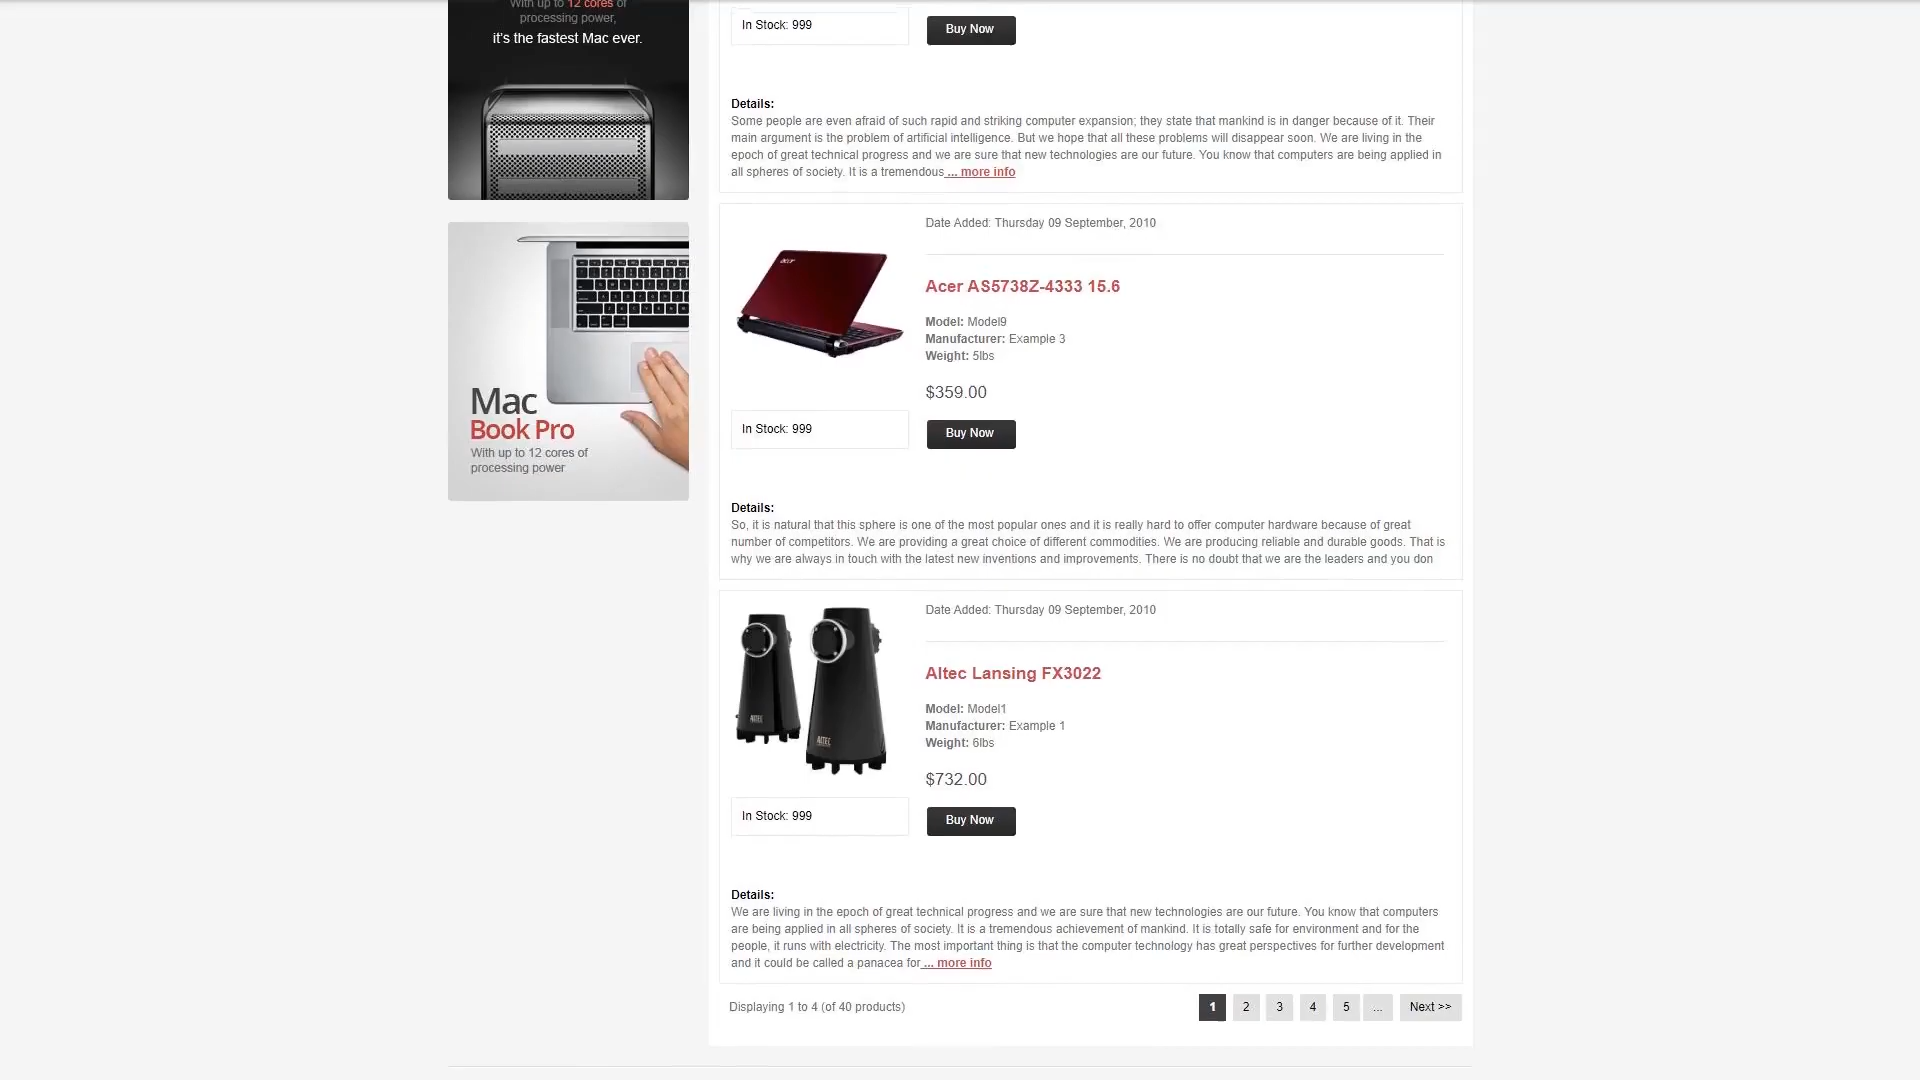 With up to 12 cores of
processing power,
it's the fastest Mac ever.
Mac
Book Pro
With up to 12 cores of
processing power
In Stock: 999
Buy Now
Details:
Some people are even afraid of such rapid and striking computer expansion; they state that mankind is in danger because of it. Their
main argument is the problem of artificial intelligence. But we hope that all these problems will disappear soon. We are living in the
epoch of great technical progress and we are sure that new technologies are our future. You know that computers are being applied in
all spheres of society. It is a tremendous ... more info
Date Added: Thursday 09 September, 2010
acer
Acer AS5738Z-4333 15.6
Model: Model9
Manufacturer: Example 3
Weight: 5lbs
$359.00
In Stock: 999
Buy Now
Details:
So, it is natural that this sphere is one of the most popular ones and it is really hard to offer computer hardware because of great
number of competitors. We are providing a great choice of different commodities. We are producing reliable and durable goods. That is
why we are always in touch with the latest new inventions and improvements. There is no doubt that we are the leaders and you don
Date Added: Thursday 09 September, 2010
Altec Lansing FX3022
Model: Model1
Manufacturer: Example 1
Weight: 6lbs
$732.00
ALTEC
ALTEC
In Stock: 999
Buy Now
Details:
We are living in the epoch of great technical progress and we are sure that new technologies are our future. You know that computers
are being applied in all spheres of society. It is a tremendous achievement of mankind. It is totally safe for environment and for the
people, it runs with electricity. The most important thing is that the computer technology has great perspectives for further development
and it could be called a panacea for ... more info
Displaying 1 to 4 (of 40 products)
1 2 3 4 5 ... Next >>